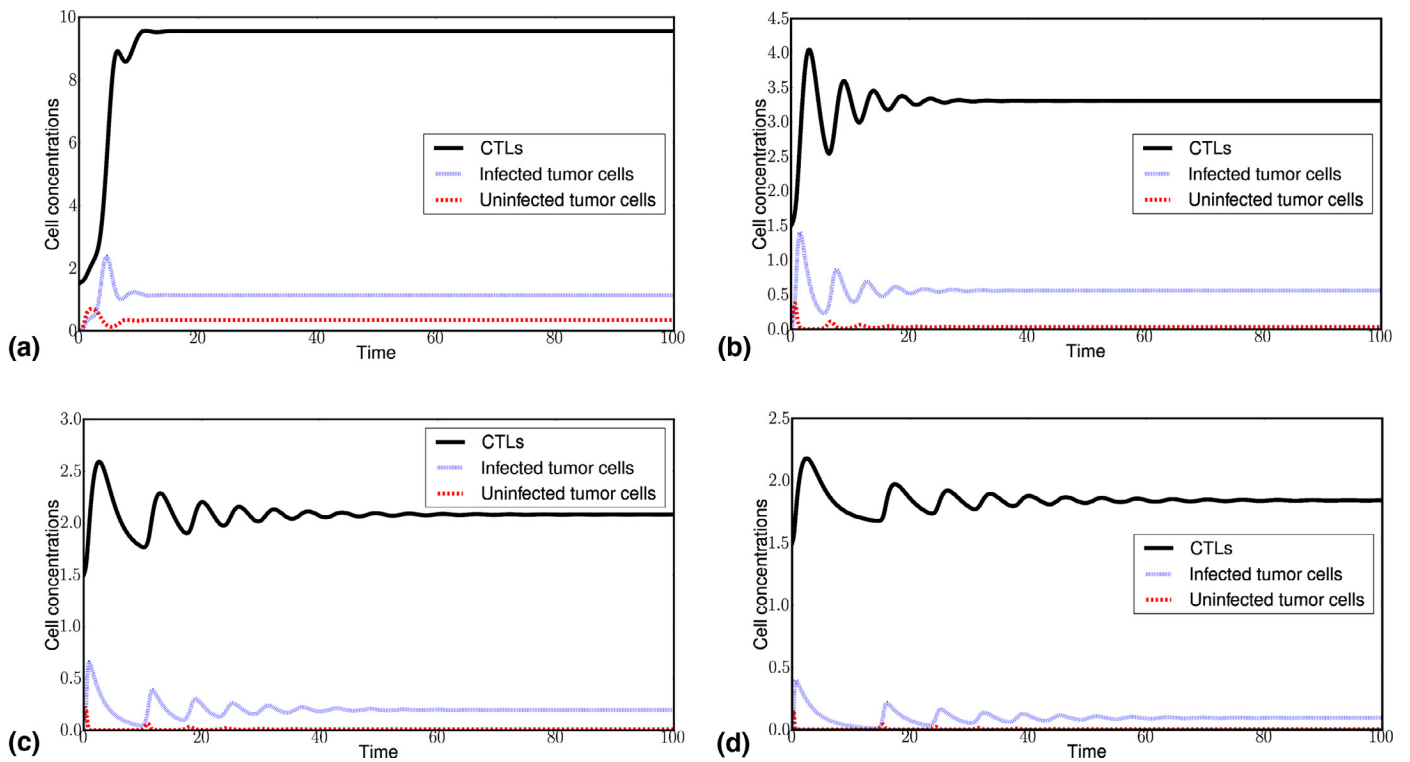 10
8
6
4
2
0
Cell concentrations
CTLs
Infected tumor cells
Uninfected tumor cells
0 20 40 60 80 100
Time
(a)
4.5
4.0
3.5
3.0
2.5
2.0
1.5
1.0
0.5
0.0
Cell concentrations
CTLs
Infected tumor cells
Uninfected tumor cells
0 20 40 60 80 100
Time
(b)
3.0
2.5
2.0
1.5
1.0
0.5
0.0
Cell concentrations
CTLs
Infected tumor cells
Uninfected tumor cells
0 20 40 60 80 100
Time
(c)
2.5
2.0
1.5
1.0
0.5
0.0
Cell concentrations
CTLs
Infected tumor cells
Uninfected tumor cells
0 20 40 60 80 100
Time
(d)